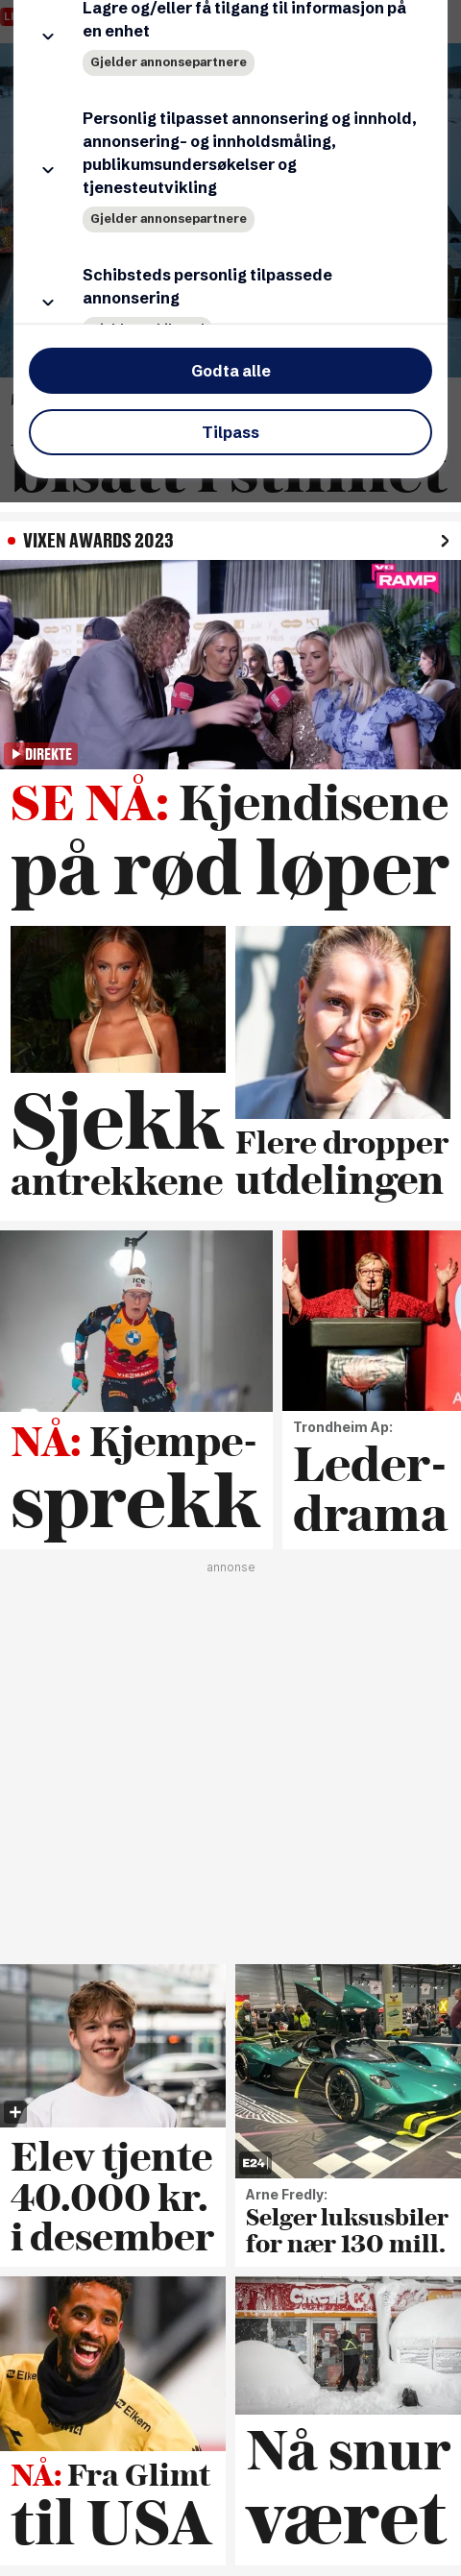 Lagre og/eller få tilgang til informasjon på
en enhet
Gjelder annonsepartnere
Personlig tilpasset annonsering og innhold,
annonsering- og innholdsmåling,
publikumsundersøkelser og
tjenesteutvikling
Gjelder annonsepartnere
Schibsteds personlig tilpassede
annonsering
Godta alle
Tilpass
VIXEN AWARDS 2023
VG
RAMP
DIREKTE
SE NÅ: Kjendisene
på rød løper
Sjekk
antrekkene
Flere dropper
utdelingen
NÅ: Kjempe-
sprekk
Trondheim Ap:
Leder-
drama
annonse
Elev tjente
40.000 kr.
i desember
E24
Arne Fredly:
Selger luksusbiler
for nær 130 mill.
Elkem
NÅ: Fra Glimt
til USA
CIRCLE K
Nå snur
været